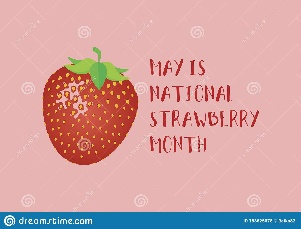 MAY IS
NATIONAL
STRAWBERRY
MONTH
dreamstime.com